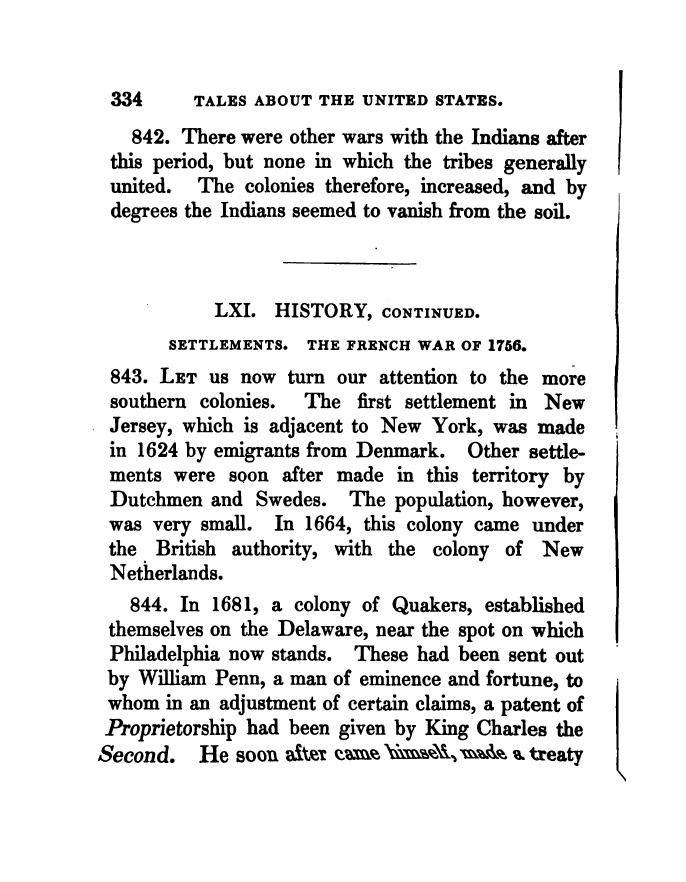 334 TALES ABOUT THE UNITED STATES.
842. There were other wars with the Indians after
this period, but none in which the tribes generally
united. The colonies therefore, increased, and by
degrees the Indians seemed to vanish from the soil.
LXI. HISTORY, CONTINUED.
SETTLEMENTS. THE FRENCH WAR OF 1756.
843. LET us now turn our attention to the more
southern colonies. The first settlement in New
Jersey, which is adjacent to New York, was made
in 1624 by emigrants from Denmark. Other settle-
ments were soon after made in this territory by
Dutchmen and Swedes. The population, however,
was very small. In 1664, this colony came under
the British authority, with the colony of New
Netherlands.
844. In 1681, a colony of Quakers, established
themselves on the Delaware, near the spot on which
Philadelphia now stands. These had been sent out
by William Penn, a man of eminence and fortune, to
whom in an adjustment of certain claims, a patent of
Proprietorship had been given by King Charles the
Second. He soon after came himself, made a treaty